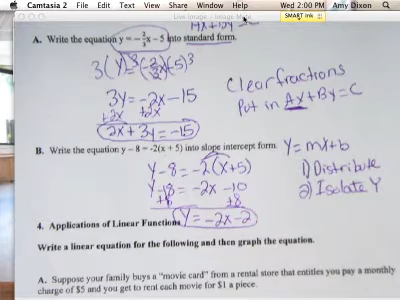 Camtasia 2 File Edit View Window Help Wed 2:00 PM Amy Dixon
SMART Ink
A. Write the equation y = -2/3x - 5 into standard form.
3(y)=3(-2/3x)(-5)3
Clear fractions
3y = -2x - 15
Put in Ax + By = C
+2x +2x
2x + 3y = -15
B. Write the equation y – 8 = -2(x + 5) into slope intercept form.
y = mx + b
y - 8 = -2(x + 5)
1) Distribute
y - 8 = -2x - 10
2) Isolate y
+8 +8
y = -2x - 2
4. Applications of Linear Functions
Write a linear equation for the following and then graph the equation.
A. Suppose your family buys a "movie card" from a rental store that entities you pay a monthly
charge of $5 and you get to rent each movie for $1 a piece.